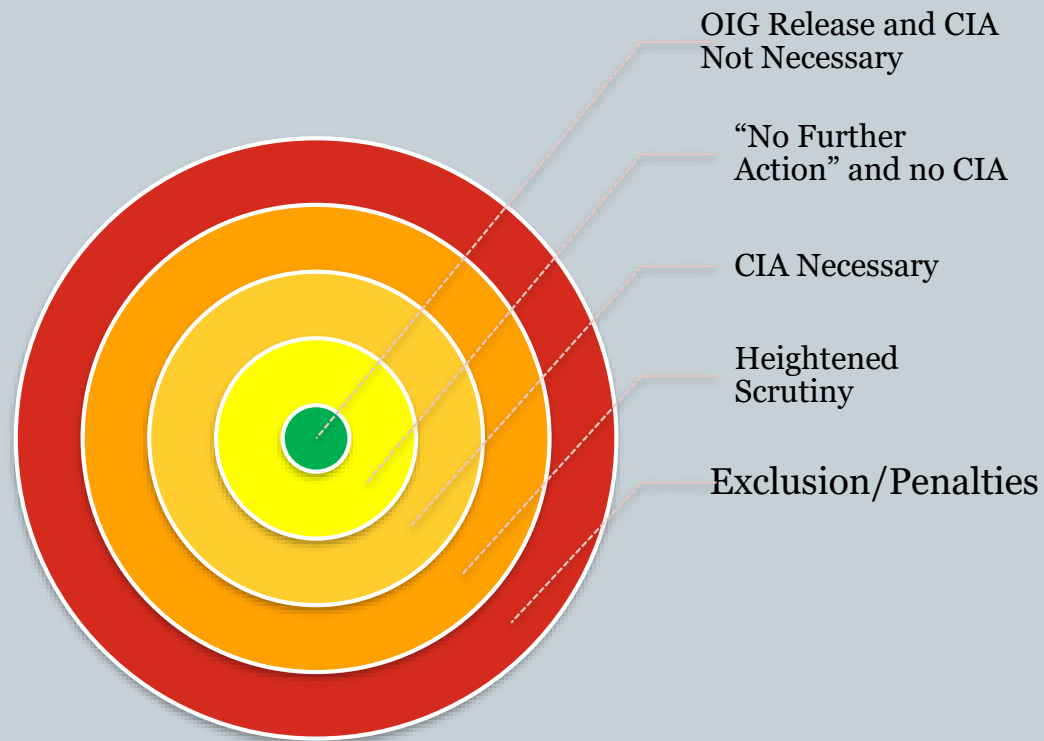 OIG Release and CIA
Not Necessary
“No Further
Action” and no CIA
CIA Necessary
Heightened
Scrutiny
Exclusion/Penalties